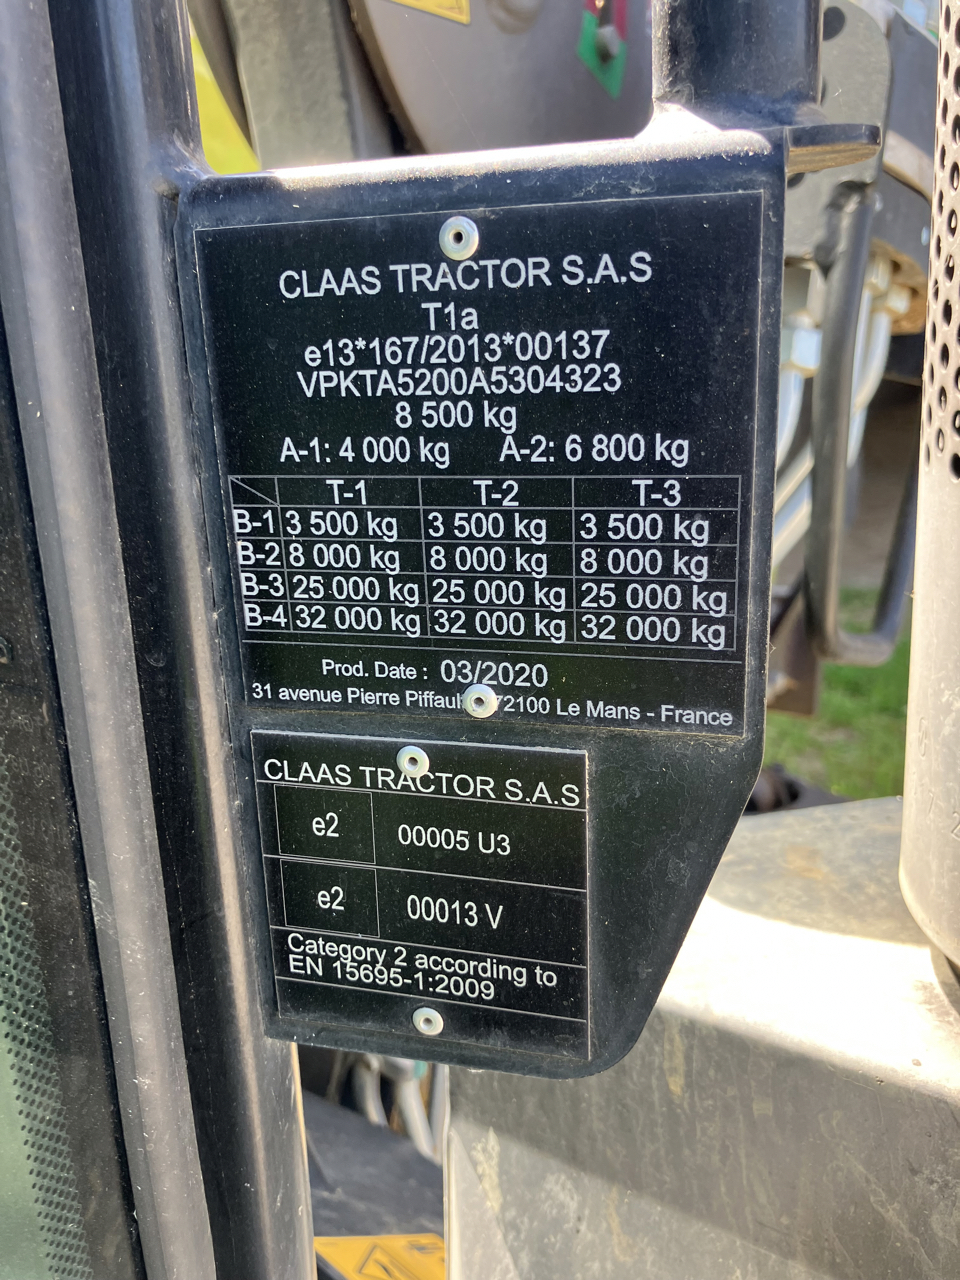 CLAAS TRACTOR S.A.S
T1a
e13*167/2013*00137
VPKTA5200A5304323
8 500 kg
A-1: 4 000 kg A-2: 6 800 kg
T-1 T-2 T-3
B-1 3 500 kg 3 500 kg 3 500 kg
B-2 8 000 kg 8 000 kg 8 000 kg
B-3 25 000 kg 25 000 kg 25 000 kg
B-4 32 000 kg 32 000 kg 32 000 kg
Prod. Date : 03/2020
31 avenue Pierre 72100 Le Mans - France
CLAAS TRACTOR S.A.S
e2 00005 U3
e2 00013 V
Category 2 according to
EN 15695-1:2009